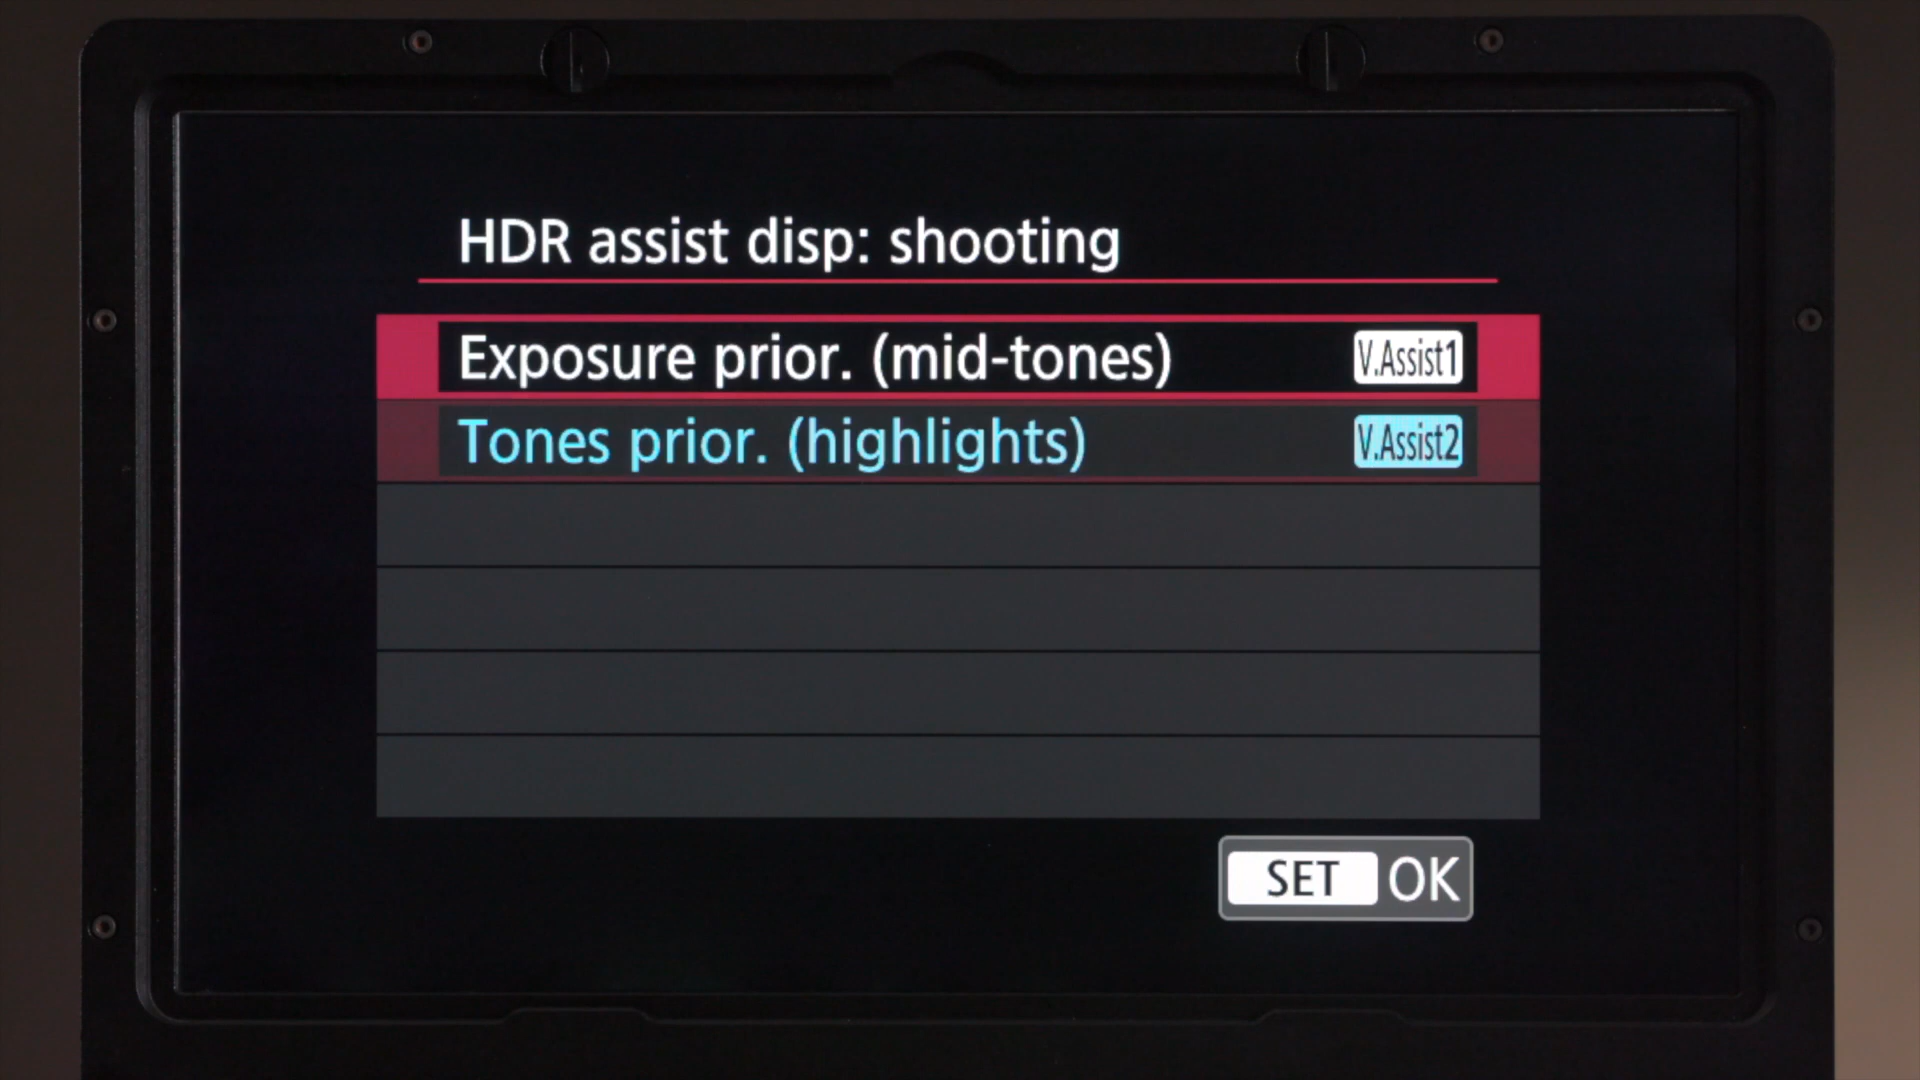 HDR assist disp: shooting
Exposure prior. (mid-tones) V.Assist1
Tones prior. (highlights) V.Assist2
SET OK